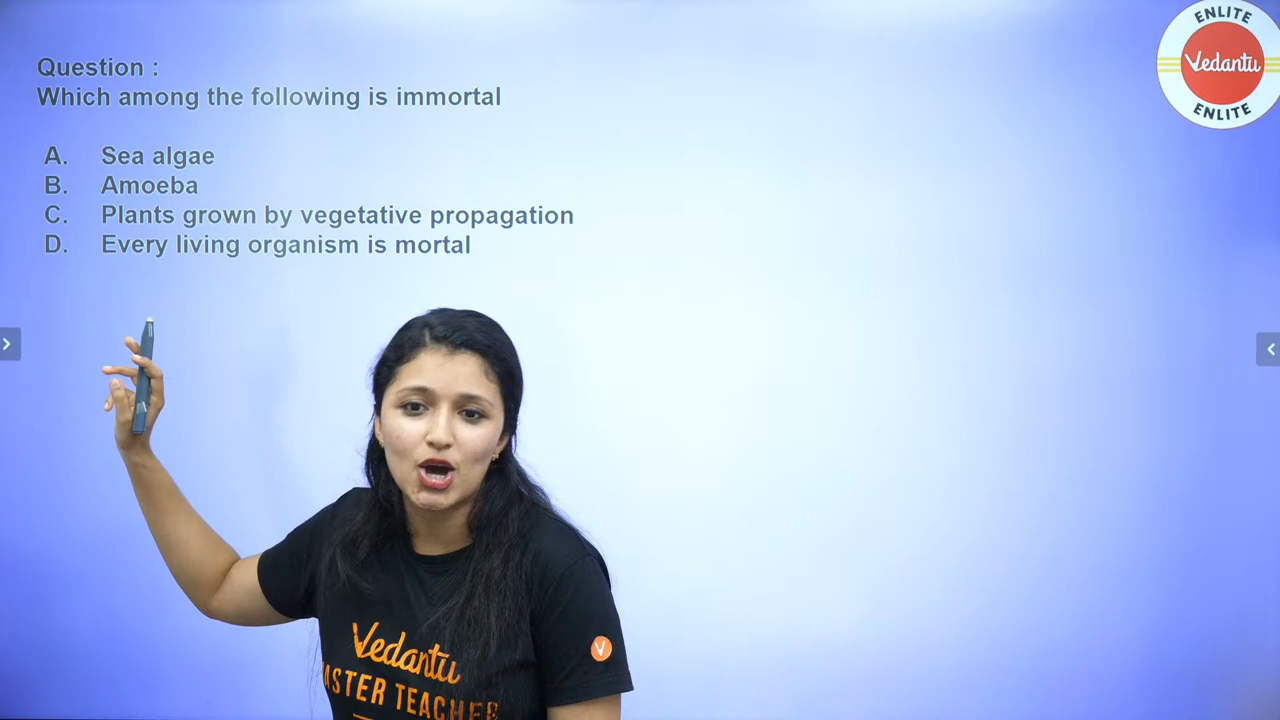 Question :
Which among the following is immortal
A. Sea algae
B. Amoeba
C. Plants grown by vegetative propagation
D. Every living organism is mortal
ENLITE
Vedantu
ENLITE
Vedantu
MASTER TEACHER
V